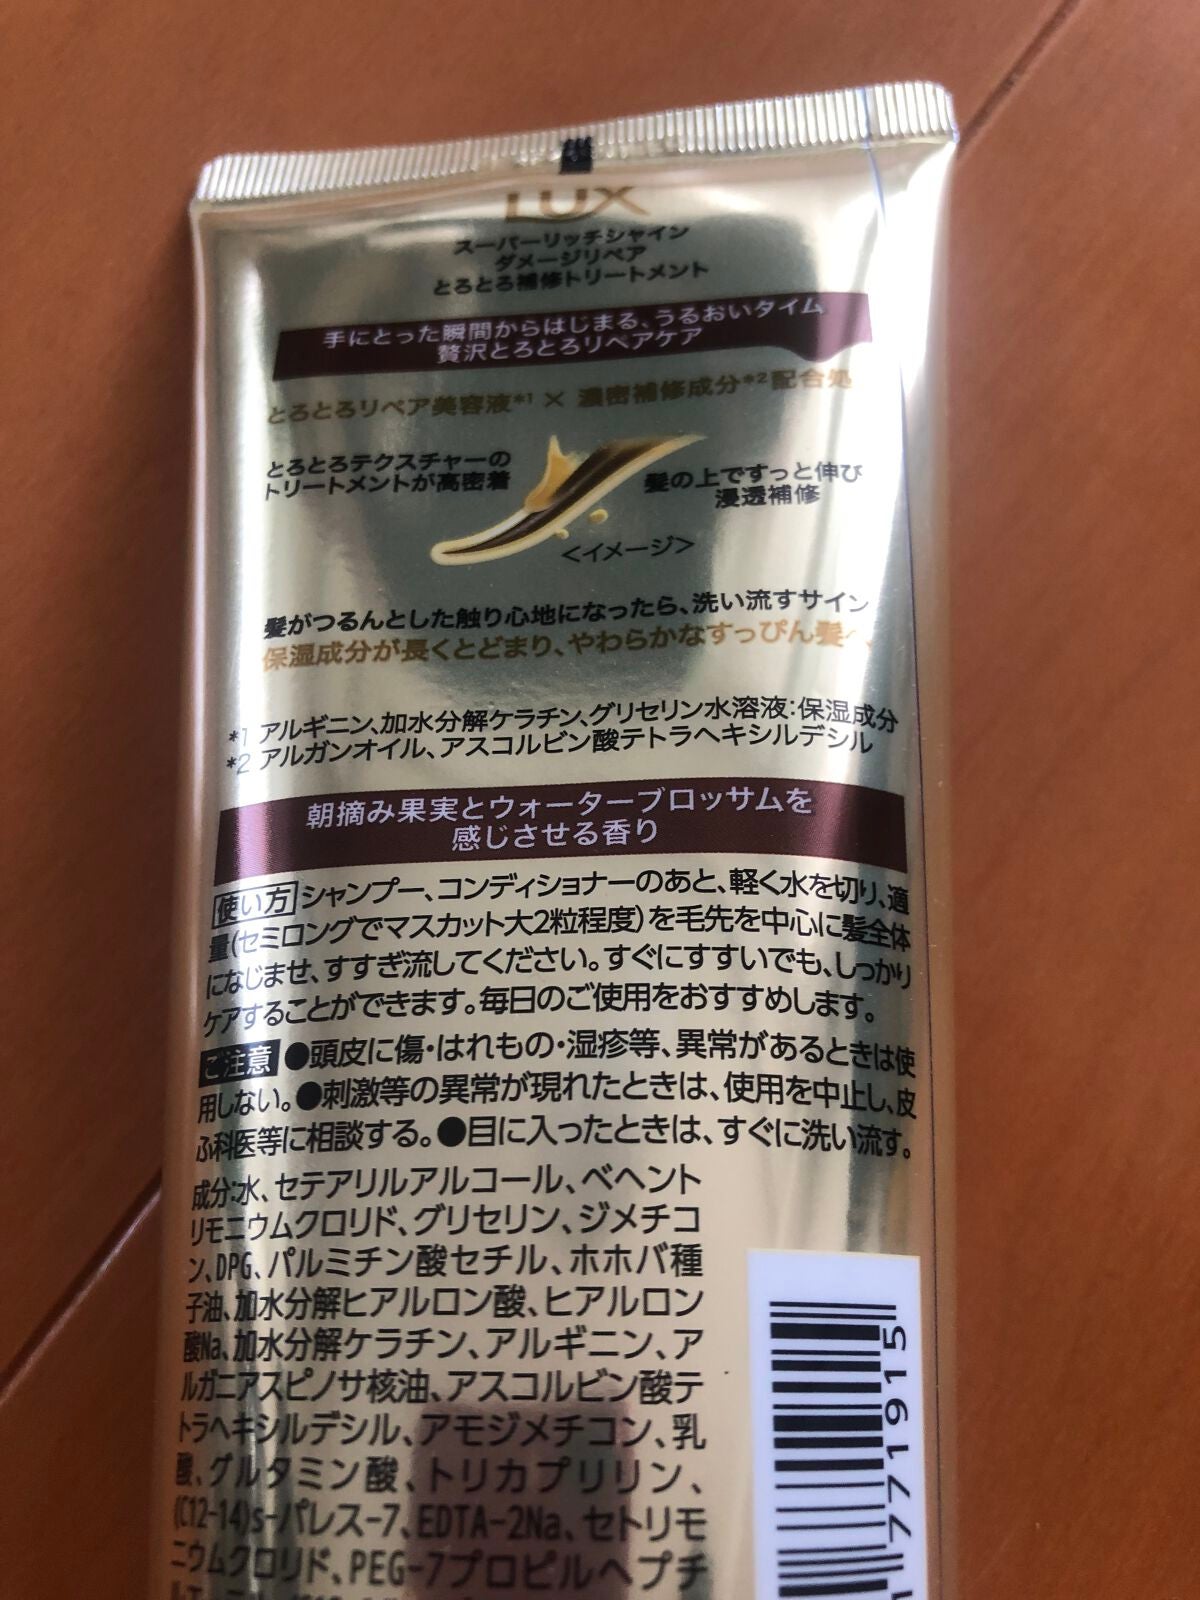 LUX
スーパーリッチシャイン
ダメージリペア
とろとろ補修トリートメント
手にとった瞬間からはじまる、うるおいタイム
贅沢とろとろリペアケア
とろとろリペア美容液*1 × 濃密補修成分*2配合処
とろとろテクスチャーの
トリートメントが高密着
髪の上ですっと伸び
浸透補修
<イメージ>
髪がつるんとした触り心地になったら、洗い流すサイン
保湿成分が長くとどまり、やわらかなすっぴん髪へ
*1 アルギニン、加水分解ケラチン、グリセリン水溶液:保湿成分
*2 アルガンオイル、アスコルビン酸テトラヘキシルデシル
朝摘み果実とウォーターブロッサムを
感じさせる香り
使い方 シャンプー、コンディショナーのあと、軽く水を切り、適
量(セミロングでマスカット大2粒程度)を毛先を中心に髪全体
になじませ、すすぎ流してください。すぐにすすいでも、しっかり
ケアすることができます。毎日のご使用をおすすめします。
ご注意 ●頭皮に傷・はれもの・湿疹等、異常があるときは使
用しない。●刺激等の異常が現れたときは、使用を中止し、皮
ふ科医等に相談する。●目に入ったときは、すぐに洗い流す。
成分:水、セテアリルアルコール、ベヘント
リモニウムクロリド、グリセリン、ジメチコ
ン、DPG、パルミチン酸セチル、ホホバ種
子油、加水分解ヒアルロン酸、ヒアルロン
酸Na、加水分解ケラチン、アルギニン、ア
ルガニアスピノサ核油、アスコルビン酸テ
トラヘキシルデシル、アモジメチコン、乳
酸、グルタミン酸、トリカプリリン、
(C12-14)s-パレス-7、EDTA-2Na、セトリモ
ニウムクロリド、PEG-7プロピルヘプチ
1771915